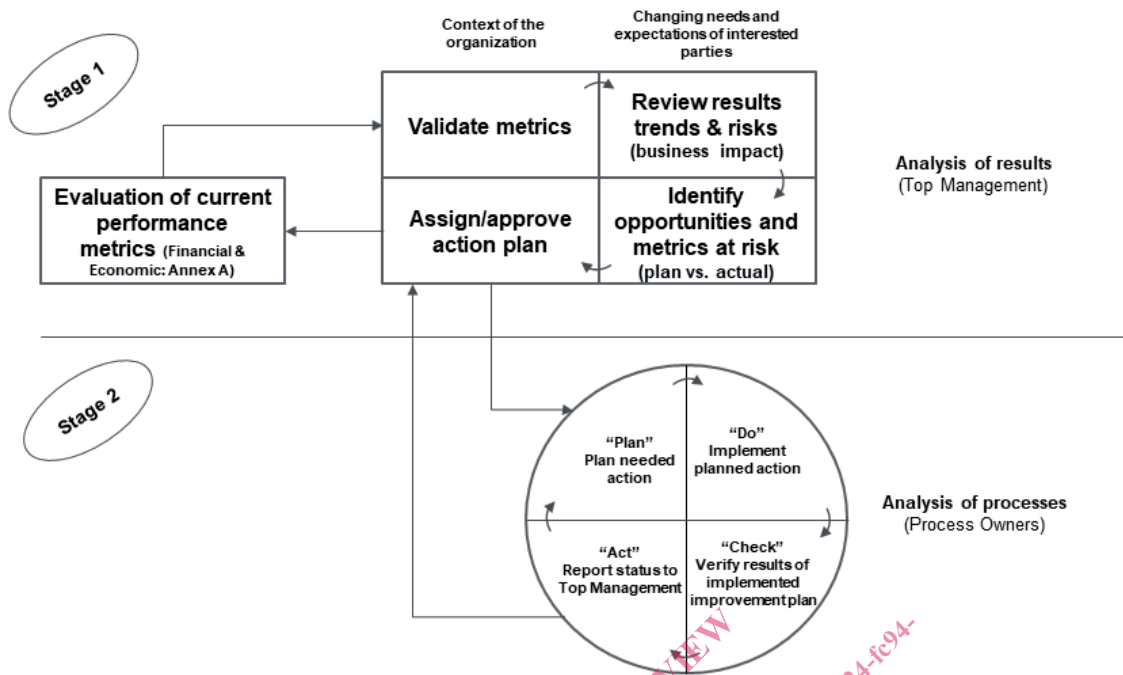 Context of the
organization
Changing needs and
expectations of interested
parties
Stage 1
Validate metrics
Review results
trends & risks
(business impact)
Analysis of results
(Top Management)
Evaluation of current
performance
metrics (Financial &
Economic: Annex A)
Assign/approve
action plan
Identify
opportunities and
metrics at risk
(plan vs. actual)
Stage 2
“Plan”
Plan needed
action
“Do”
Implement
planned action
Analysis of processes
(Process Owners)
“Act”
Report status to
Top Management
“Check”
Verify results of
implemented
improvement plan